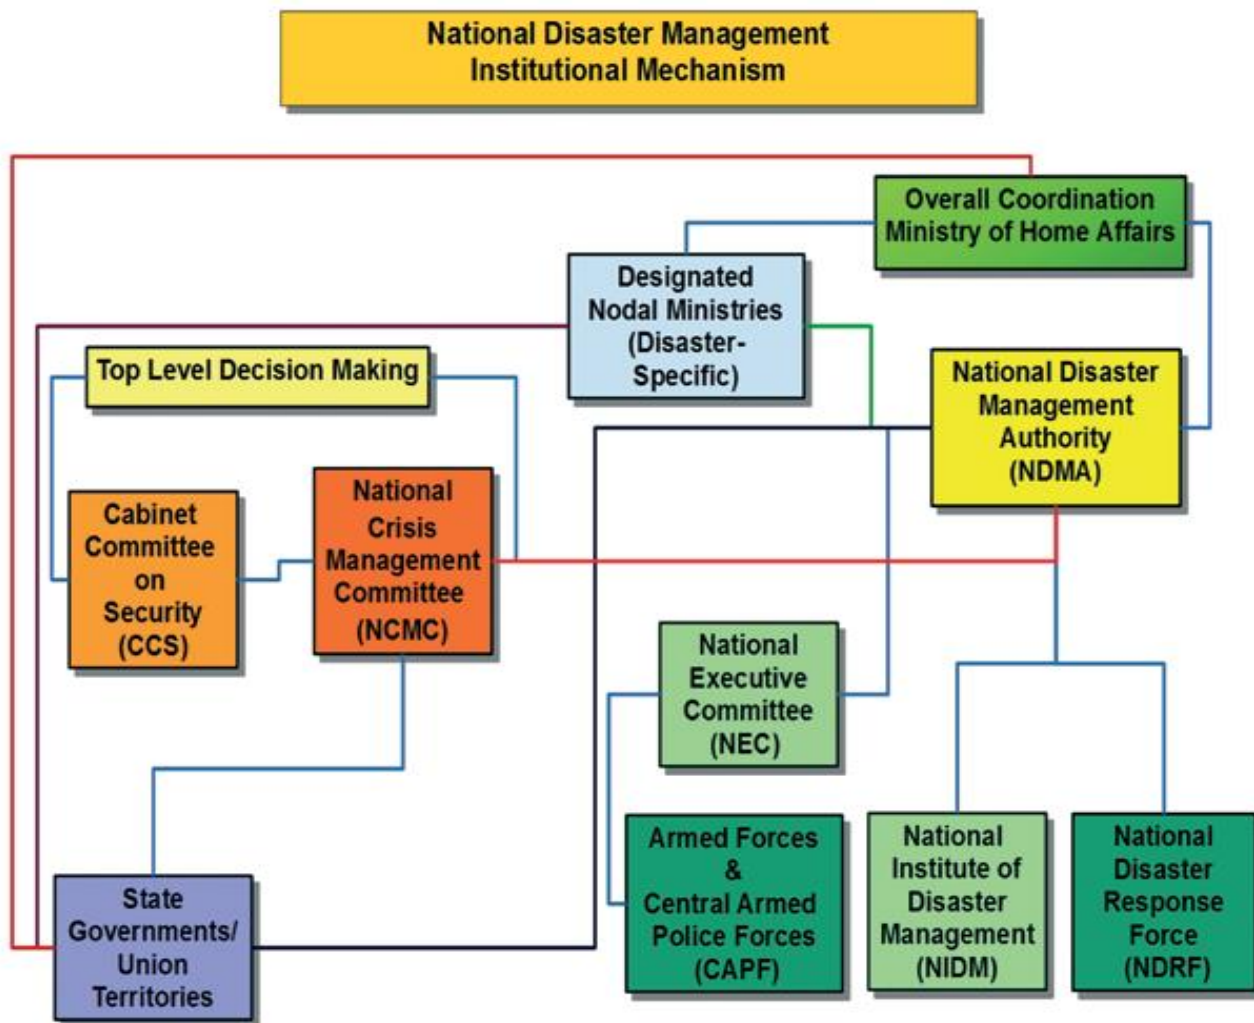 National Disaster Management
Institutional Mechanism
Overall Coordination
Ministry of Home Affairs
Designated
Nodal Ministries
(Disaster-
Specific)
Top Level Decision Making
National Disaster
Management
Authority
(NDMA)
Cabinet
Committee
on
Security
(CCS)
National
Crisis
Management
Committee
(NCMC)
National
Executive
Committee
(NEC)
State
Governments/
Union
Territories
Armed Forces
&
Central Armed
Police Forces
(CAPF)
National
Institute of
Disaster
Management
(NIDM)
National
Disaster
Response
Force
(NDRF)